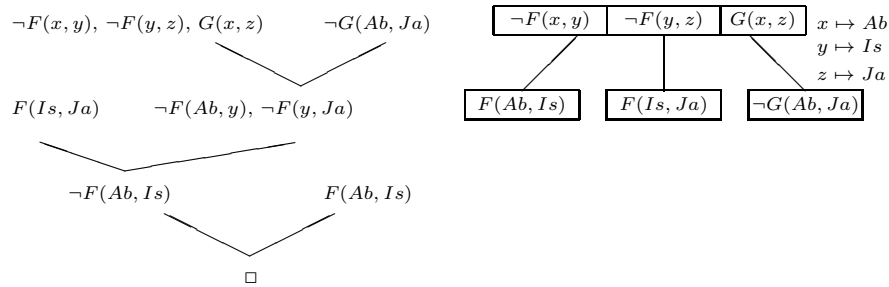 ¬F(x, y), ¬F(y, z), G(x, z) ¬G(Ab, Ja)
F(Is, Ja) ¬F(Ab, y), ¬F(y, Ja)
¬F(Ab, Is) F(Ab, Is)
□
¬F(x, y) ¬F(y, z) G(x, z)
x ↦ Ab
y ↦ Is
z ↦ Ja
F(Ab, Is) F(Is, Ja) ¬G(Ab, Ja)